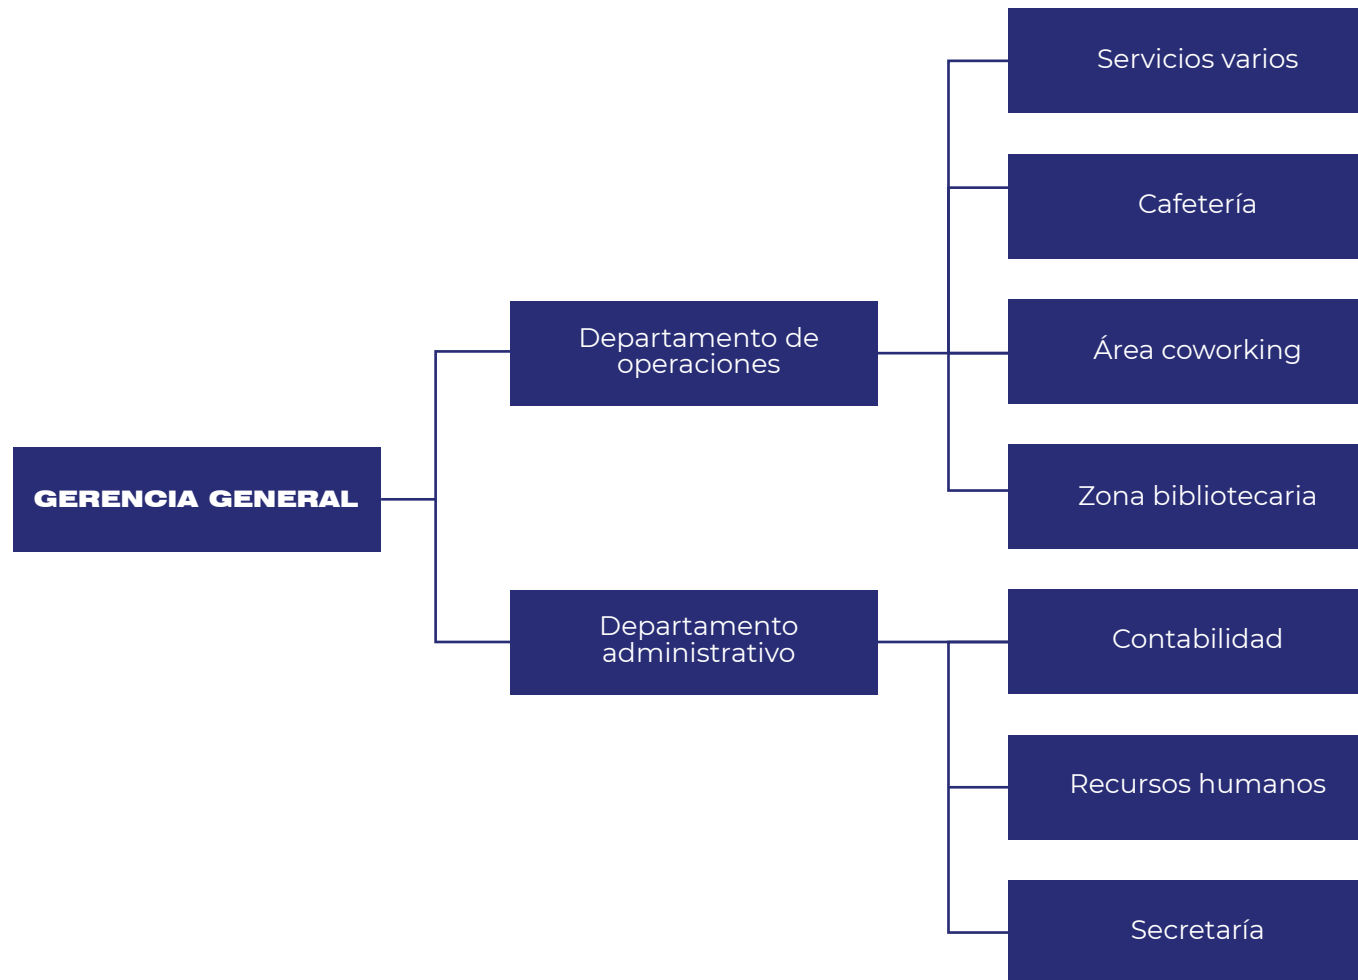 Servicios varios
Cafetería
Departamento de
operaciones
Área coworking
GERENCIA GENERAL
Zona bibliotecaria
Departamento
administrativo
Contabilidad
Recursos humanos
Secretaría